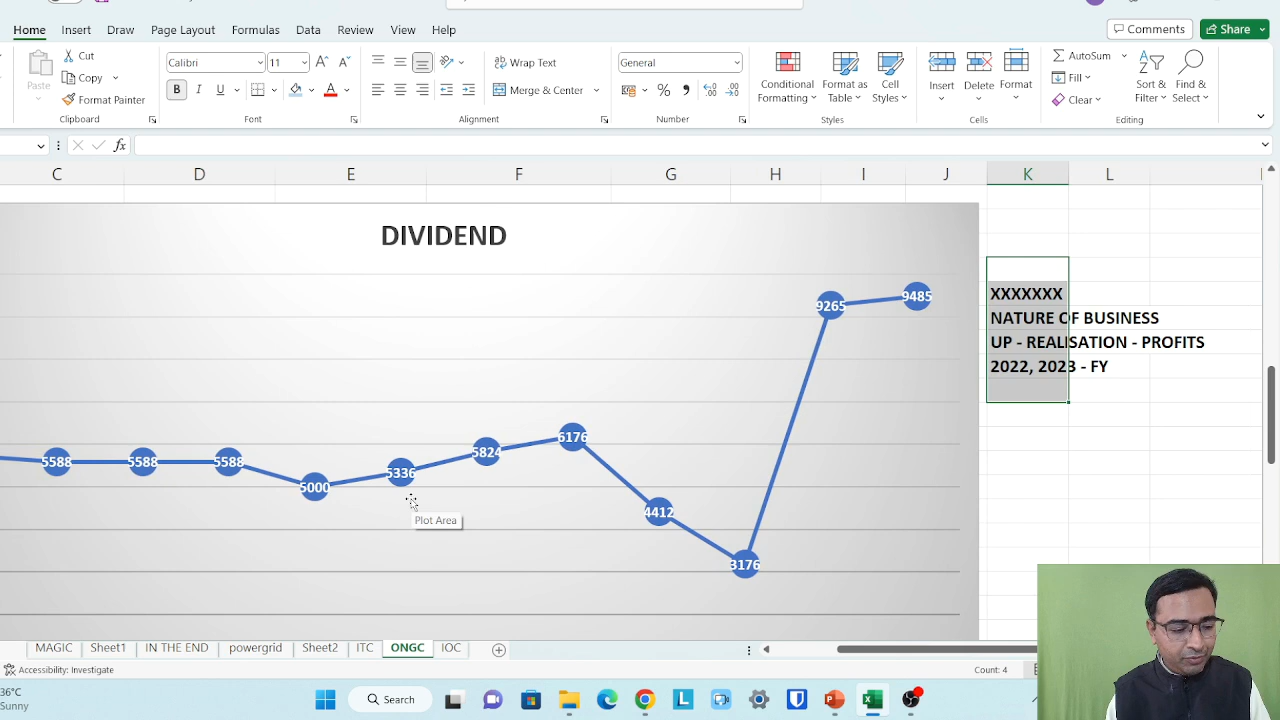 Home Insert Draw Page Layout Formulas Data Review View Help Comments Share
Cut
Copy
Format Painter
Paste
Clipboard
Calibri 11
B I U
Font
Wrap Text
Merge & Center
Alignment
General
Number
Conditional Formatting
Format as Table
Cell Styles
Styles
Insert
Delete
Format
Cells
AutoSum
Fill
Clear
Sort & Filter
Find & Select
Editing
fx
C D E F G H I J K L
DIVIDEND
9265 9485
5588 5588 5588 5000 5336 5824 6176 4412 3176
Plot Area
XXXXXXX
NATURE OF BUSINESS
UP - REALISATION - PROFITS
2022, 2023 - FY
MAGIC Sheet1 IN THE END powergrid Sheet2 ITC ONGC IOC
Accessibility: Investigate
Count: 4
36°C
Sunny
Search